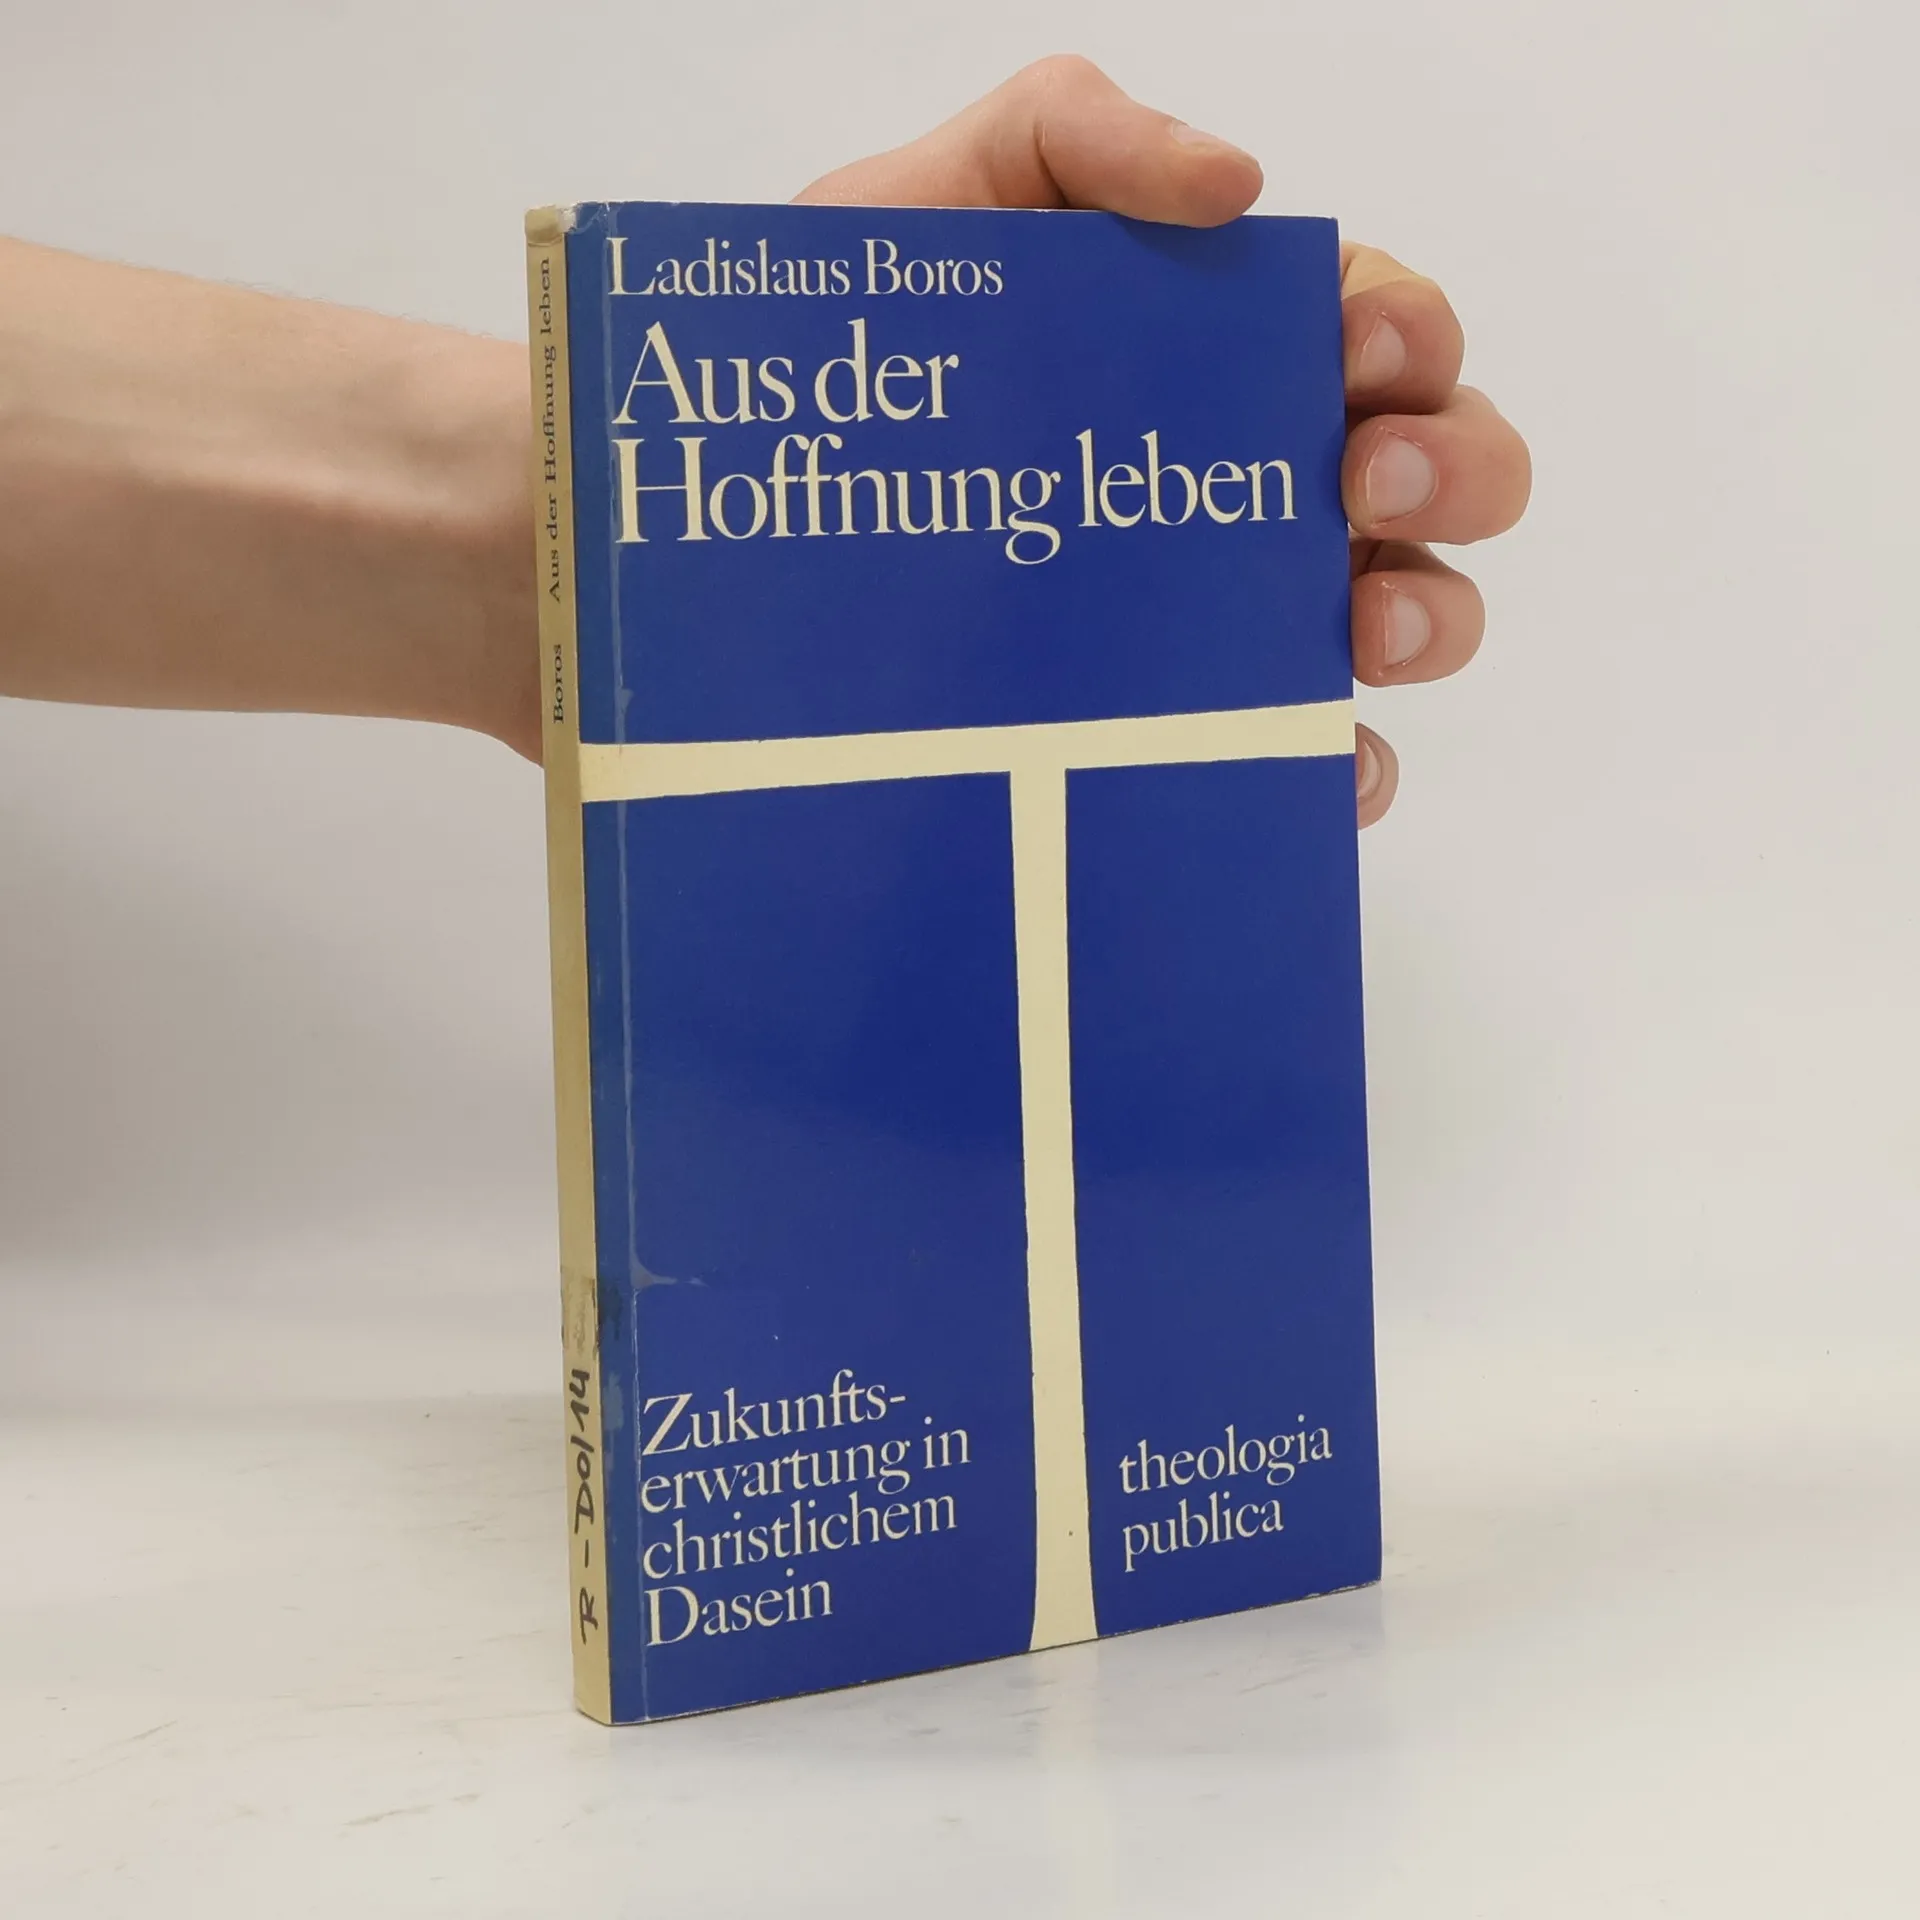 Ladislaus Boros
Aus der
Hoffnung leben
Zukunfts-
erwartung in
christlichem
Dasein
theologia
publica
Boros Aus der Hoffnung leben
R - Do/14